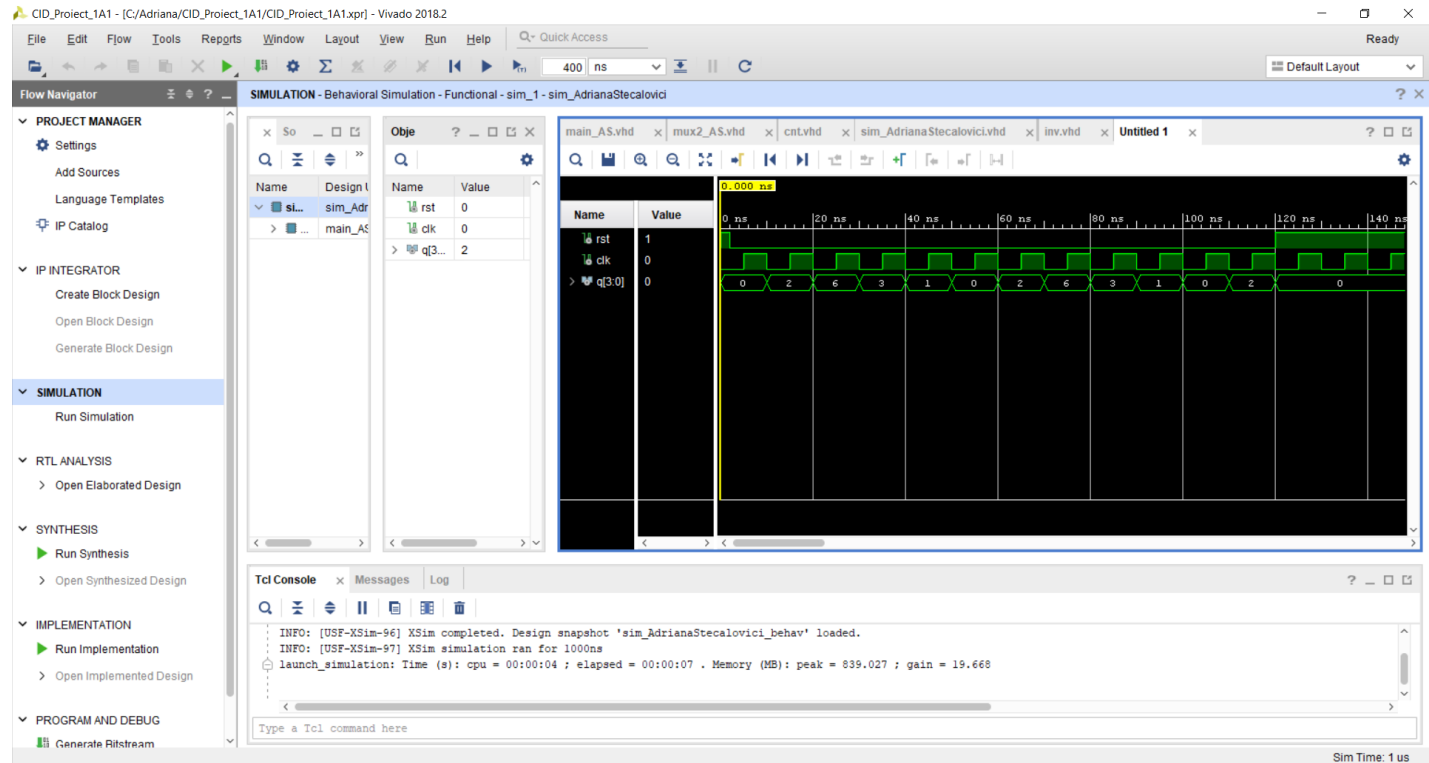 CID_Proiect_1A1 - [C:/Adriana/CID_Proiect_1A1/CID_Proiect_1A1.xpr] - Vivado 2018.2
File Edit Flow Tools Reports Window Layout View Run Help Quick Access Ready
400 ns Default Layout
Flow Navigator
PROJECT MANAGER
Settings
Add Sources
Language Templates
IP Catalog
IP INTEGRATOR
Create Block Design
Open Block Design
Generate Block Design
SIMULATION
Run Simulation
RTL ANALYSIS
Open Elaborated Design
SYNTHESIS
Run Synthesis
Open Synthesized Design
IMPLEMENTATION
Run Implementation
Open Implemented Design
PROGRAM AND DEBUG
Generate Bitstream
SIMULATION - Behavioral Simulation - Functional - sim_1 - sim_AdrianaStecalovici
So
Name Design U
si... sim_Adr
... main_AS
Obje
Name Value
rst 0
clk 0
q[3... 2
main_AS.vhd mux2_AS.vhd cnt.vhd sim_AdrianaStecalovici.vhd inv.vhd Untitled 1
0.000 ns
Name Value
0 ns 20 ns 40 ns 60 ns 80 ns 100 ns 120 ns 140 ns
rst 1
clk 0
q[3:0] 0 0 2 6 3 1 0 2 6 3 1 0 2 0
Tcl Console Messages Log
INFO: [USF-XSim-96] XSim completed. Design snapshot 'sim_AdrianaStecalovici_behav' loaded.
INFO: [USF-XSim-97] XSim simulation ran for 1000ns
launch_simulation: Time (s): cpu = 00:00:04 ; elapsed = 00:00:07 . Memory (MB): peak = 839.027 ; gain = 19.668
Type a Tcl command here
Sim Time: 1 us